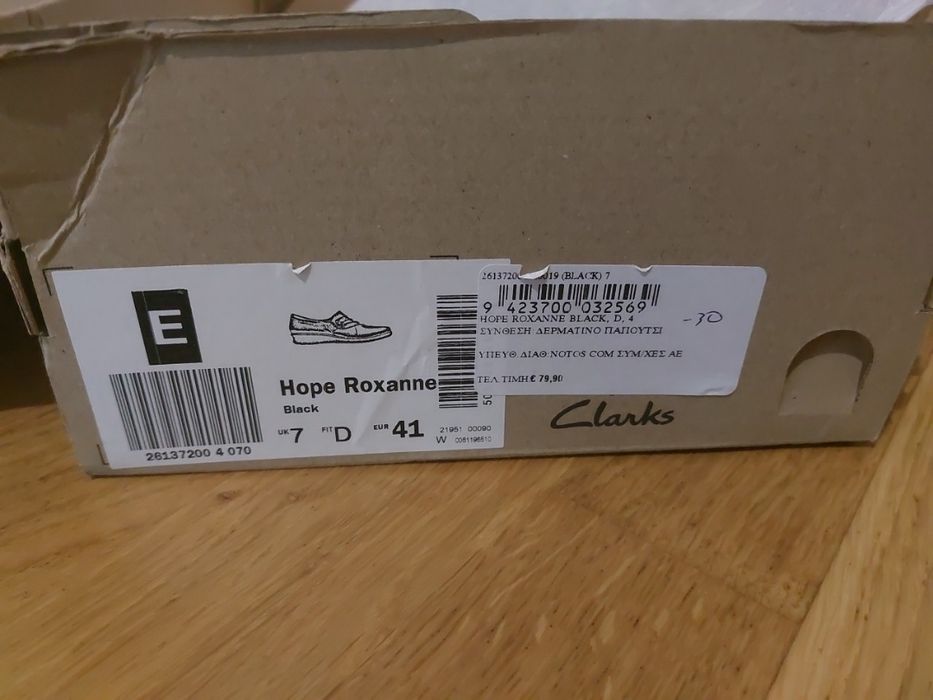 E
26137200 4 070
Hope Roxanne
Black
UK 7 FIT D EUR 41
21951 00090
W 0061196510
50
(BLACK) 7
9 423700 032569
HOPE ROXANNE BLACK, D, 4
ΣΥΝΘΕΣΗ: ΔΕΡΜΑΤΙΝΟ ΠΑΠΟΥΤΣΙ
ΥΠΕΥΘ. ΔΙΑΘ:NOTOS COM ΣΥΜ/ΧΕΣ ΑΕ
ΤΕΛ.ΤΙΜΗ € 79,90
-30
Clarks